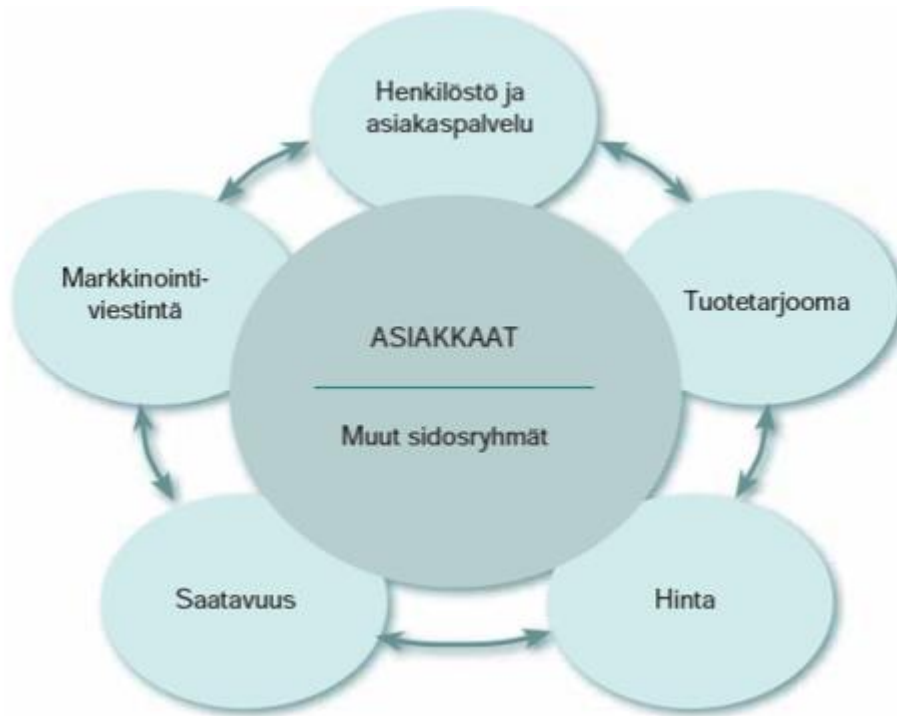 Henkilöstö ja
asiakaspalvelu
Markkinointi-
viestintä
Tuotetarjooma
ASIAKKAAT
Muut sidosryhmät
Saatavuus
Hinta